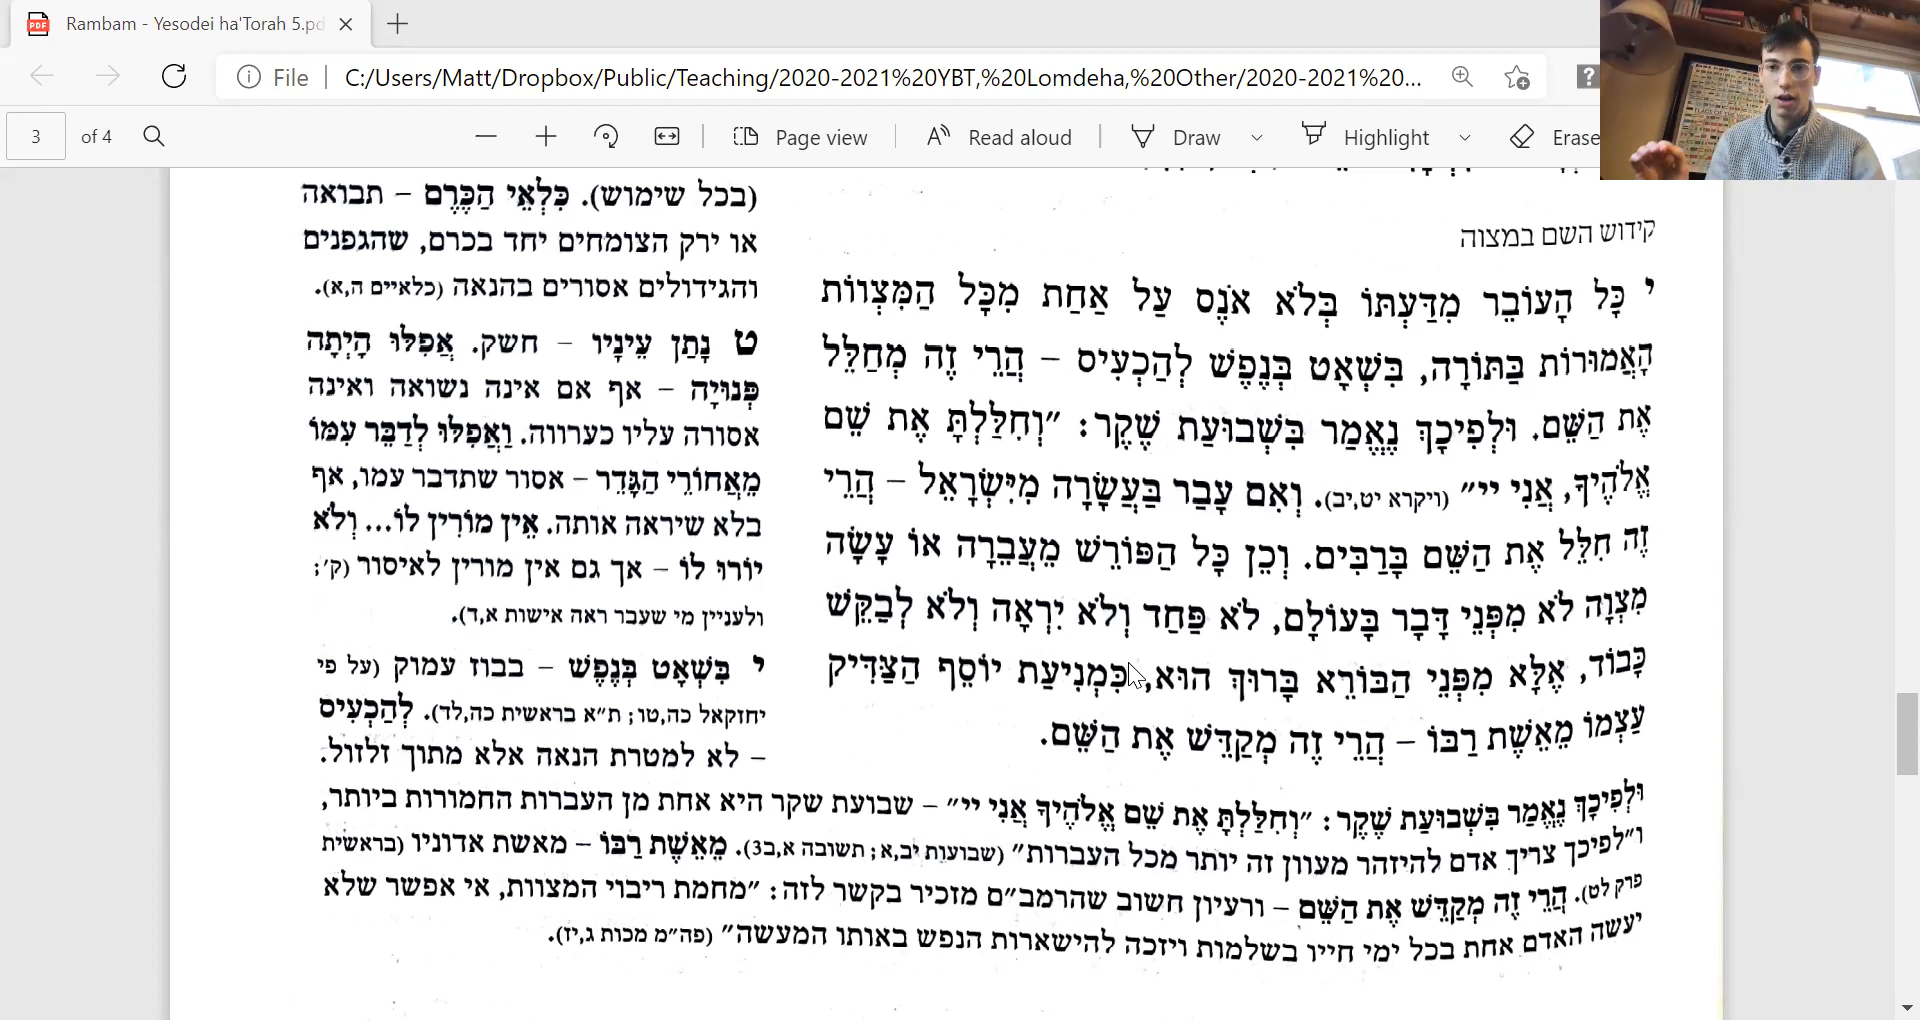 Rambam - Yesodei ha'Torah 5.pd
File
C:/Users/Matt/Dropbox/Public/Teaching/2020-2021%20YBT,%20Lomdeha,%20Other/2020-2021%20...
3 of 4
Page view
Read aloud
Draw
Highlight
Erase
FLAGS OF THE
קידוש השם במצוה
י כָּל הָעוֹבֵר מִדַּעְתּוֹ בְּלֹא אֹנֶס עַל אַחַת מִכָּל הַמִּצְווֹת
הָאֲמוּרוֹת בַּתּוֹרָה, בִּשְׁאָט בְּנֶפֶשׁ לְהַכְעִיס – הֲרֵי זֶה מְחַלֵּל
אֶת הַשֵּׁם. וּלְפִיכָךְ נֶאֱמַר בִּשְׁבוּעַת שֶׁקֶר: ״וְחִלַּלְתָּ אֶת שֵׁם
אֱלֹהֶיךָ, אֲנִי יי״ (ויקרא יט,יב). וְאִם עָבַר בַּעֲשָׂרָה מִיִּשְׂרָאֵל – הֲרֵי
זֶה חִלֵּל אֶת הַשֵּׁם בָּרַבִּים. וְכֵן כָּל הַפּוֹרֵשׁ מֵעֲבֵרָה אוֹ עָשָׂה
מִצְוָה לֹא מִפְּנֵי דָּבָר בָּעוֹלָם, לֹא פַּחַד וְלֹא יִרְאָה וְלֹא לְבַקֵּשׁ
כָּבוֹד, אֶלָּא מִפְּנֵי הַבּוֹרֵא בָּרוּךְ הוּא, כִּמְנִיעַת יוֹסֵף הַצַּדִּיק
עַצְמוֹ מֵאֵשֶׁת רַבּוֹ – הֲרֵי זֶה מְקַדֵּשׁ אֶת הַשֵּׁם.
(בכל שימוש). כִּלְאֵי הַכֶּרֶם – תבואה
או ירק הצומחים יחד בכרם, שהגפנים
והגידולים אסורים בהנאה (כלאיים ה,א).
ט נָתַן עֵינָיו – חשק. אֲפִלּוּ הָיְתָה
פְּנוּיָה – אף אם אינה נשואה ואינה
אסורה עליו כערווה. וַאֲפִלּוּ לְדַבֵּר עִמּוֹ
מֵאֲחוֹרֵי הַגָּדֵר – אסור שתדבר עמו, אף
בלא שיראה אותה. אֵין מוֹרִין לוֹ... וְלֹא
יוֹרוּ לוֹ – אך גם אין מורין לאיסור (ק׳;
ולעניין מי שעבר ראה אישות א,ד).
י בִּשְׁאָט בְּנֶפֶשׁ – בבוז עמוק (על פי
יחזקאל כה,טו; ת״א בראשית כה,לד). לְהַכְעִיס
– לא למטרת הנאה אלא מתוך זלזול.
וּלְפִיכָךְ נֶאֱמַר בִּשְׁבוּעַת שֶׁקֶר: ״וְחִלַּלְתָּ אֶת שֵׁם אֱלֹהֶיךָ אֲנִי יי״ – שבועת שקר היא אחת מן העברות החמורות ביותר,
ו״לפיכך צריך אדם להיזהר מעוון זה יותר מכל העברות״ (שבועות יב,א; תשובה א,ב3). מֵאֵשֶׁת רַבּוֹ – מאשת אדוניו (בראשית
פרק לט). הֲרֵי זֶה מְקַדֵּשׁ אֶת הַשֵּׁם – ורעיון חשוב שהרמב״ם מזכיר בקשר לזה: ״מחמת ריבוי המצוות, אי אפשר שלא
יעשה האדם אחת בכל ימי חייו בשלמות ויזכה להישארות הנפש באותו המעשה״ (פה״מ מכות ג,יז).